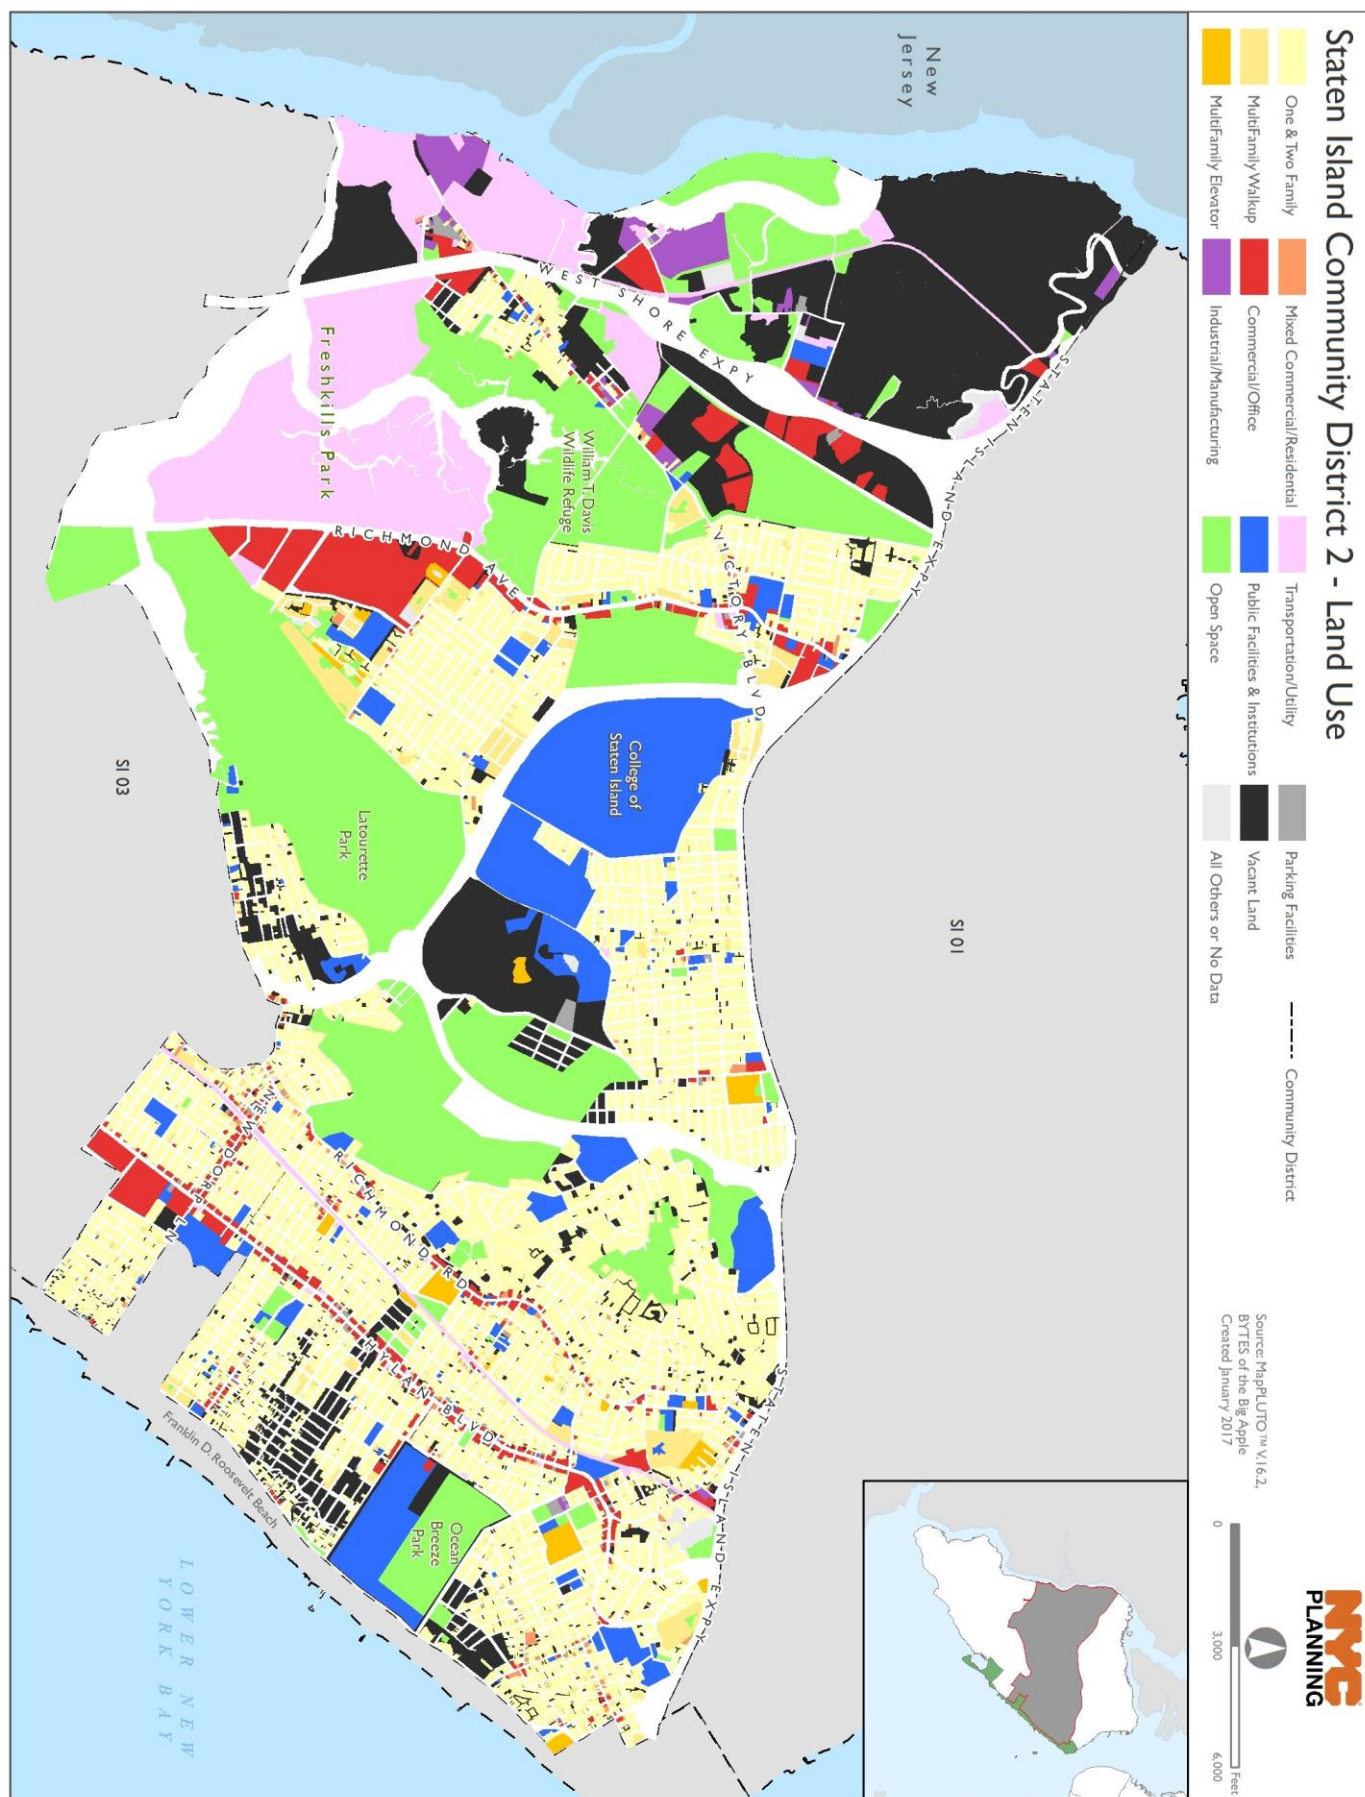 Staten Island Community District 2 - Land Use
One & Two Family
MultiFamily Walkup
MultiFamily Elevator
Mixed Commercial/Residential
Commercial/Office
Industrial/Manufacturing
Transportation/Utility
Public Facilities & Institutions
Open Space
Parking Facilities
Vacant Land
All Others or No Data
Community District
Source: MapPLUTO™ V.16.2,
BYTES of the Big Apple
Created January 2017
0
3,000
6,000
Feet
NYC
PLANNING
New
Jersey
STATEN ISLAND EXPY
SI 01
WEST SHORE EXPY
VICTORY BLVD
College of
Staten Island
William T. Davis
Wildlife Refuge
RICHMOND AVE
Freshkills Park
Latourette
Park
SI 03
RICHMOND RD
NEW DORP LN
HYLAN BLVD
STATEN ISLAND EXPY
Ocean
Breeze
Park
Franklin D. Roosevelt Beach
LOWER NEW
YORK BAY